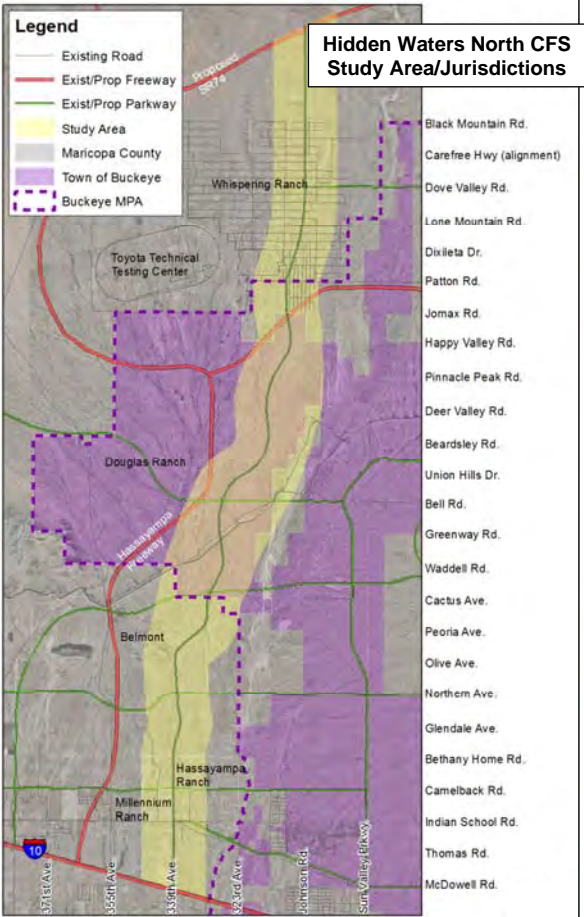 Hidden Waters North CFS
Study Area/Jurisdictions
Legend
Existing Road
Exist/Prop Freeway
Exist/Prop Parkway
Study Area
Maricopa County
Town of Buckeye
Buckeye MPA
Proposed
SR74
Whispering Ranch
Toyota Technical
Testing Center
Douglas Ranch
Hassayampa
Freeway
Belmont
Hassayampa
Ranch
Millennium
Ranch
10
371st Ave
355th Ave
339th Ave
323rd Ave
Johnson Rd.
Sun Valley Prkwy.
Black Mountain Rd.
Carefree Hwy (alignment)
Dove Valley Rd.
Lone Mountain Rd.
Dixileta Dr.
Patton Rd.
Jomax Rd.
Happy Valley Rd.
Pinnacle Peak Rd.
Deer Valley Rd.
Beardsley Rd.
Union Hills Dr.
Bell Rd.
Greenway Rd.
Waddell Rd.
Cactus Ave.
Peoria Ave.
Olive Ave.
Northern Ave.
Glendale Ave.
Bethany Home Rd.
Camelback Rd.
Indian School Rd.
Thomas Rd.
McDowell Rd.